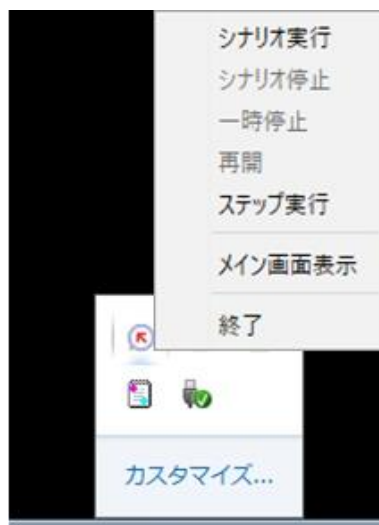 シナリオ実行
シナリオ停止
一時停止
再開
ステップ実行
メイン画面表示
終了
カスタマイズ...